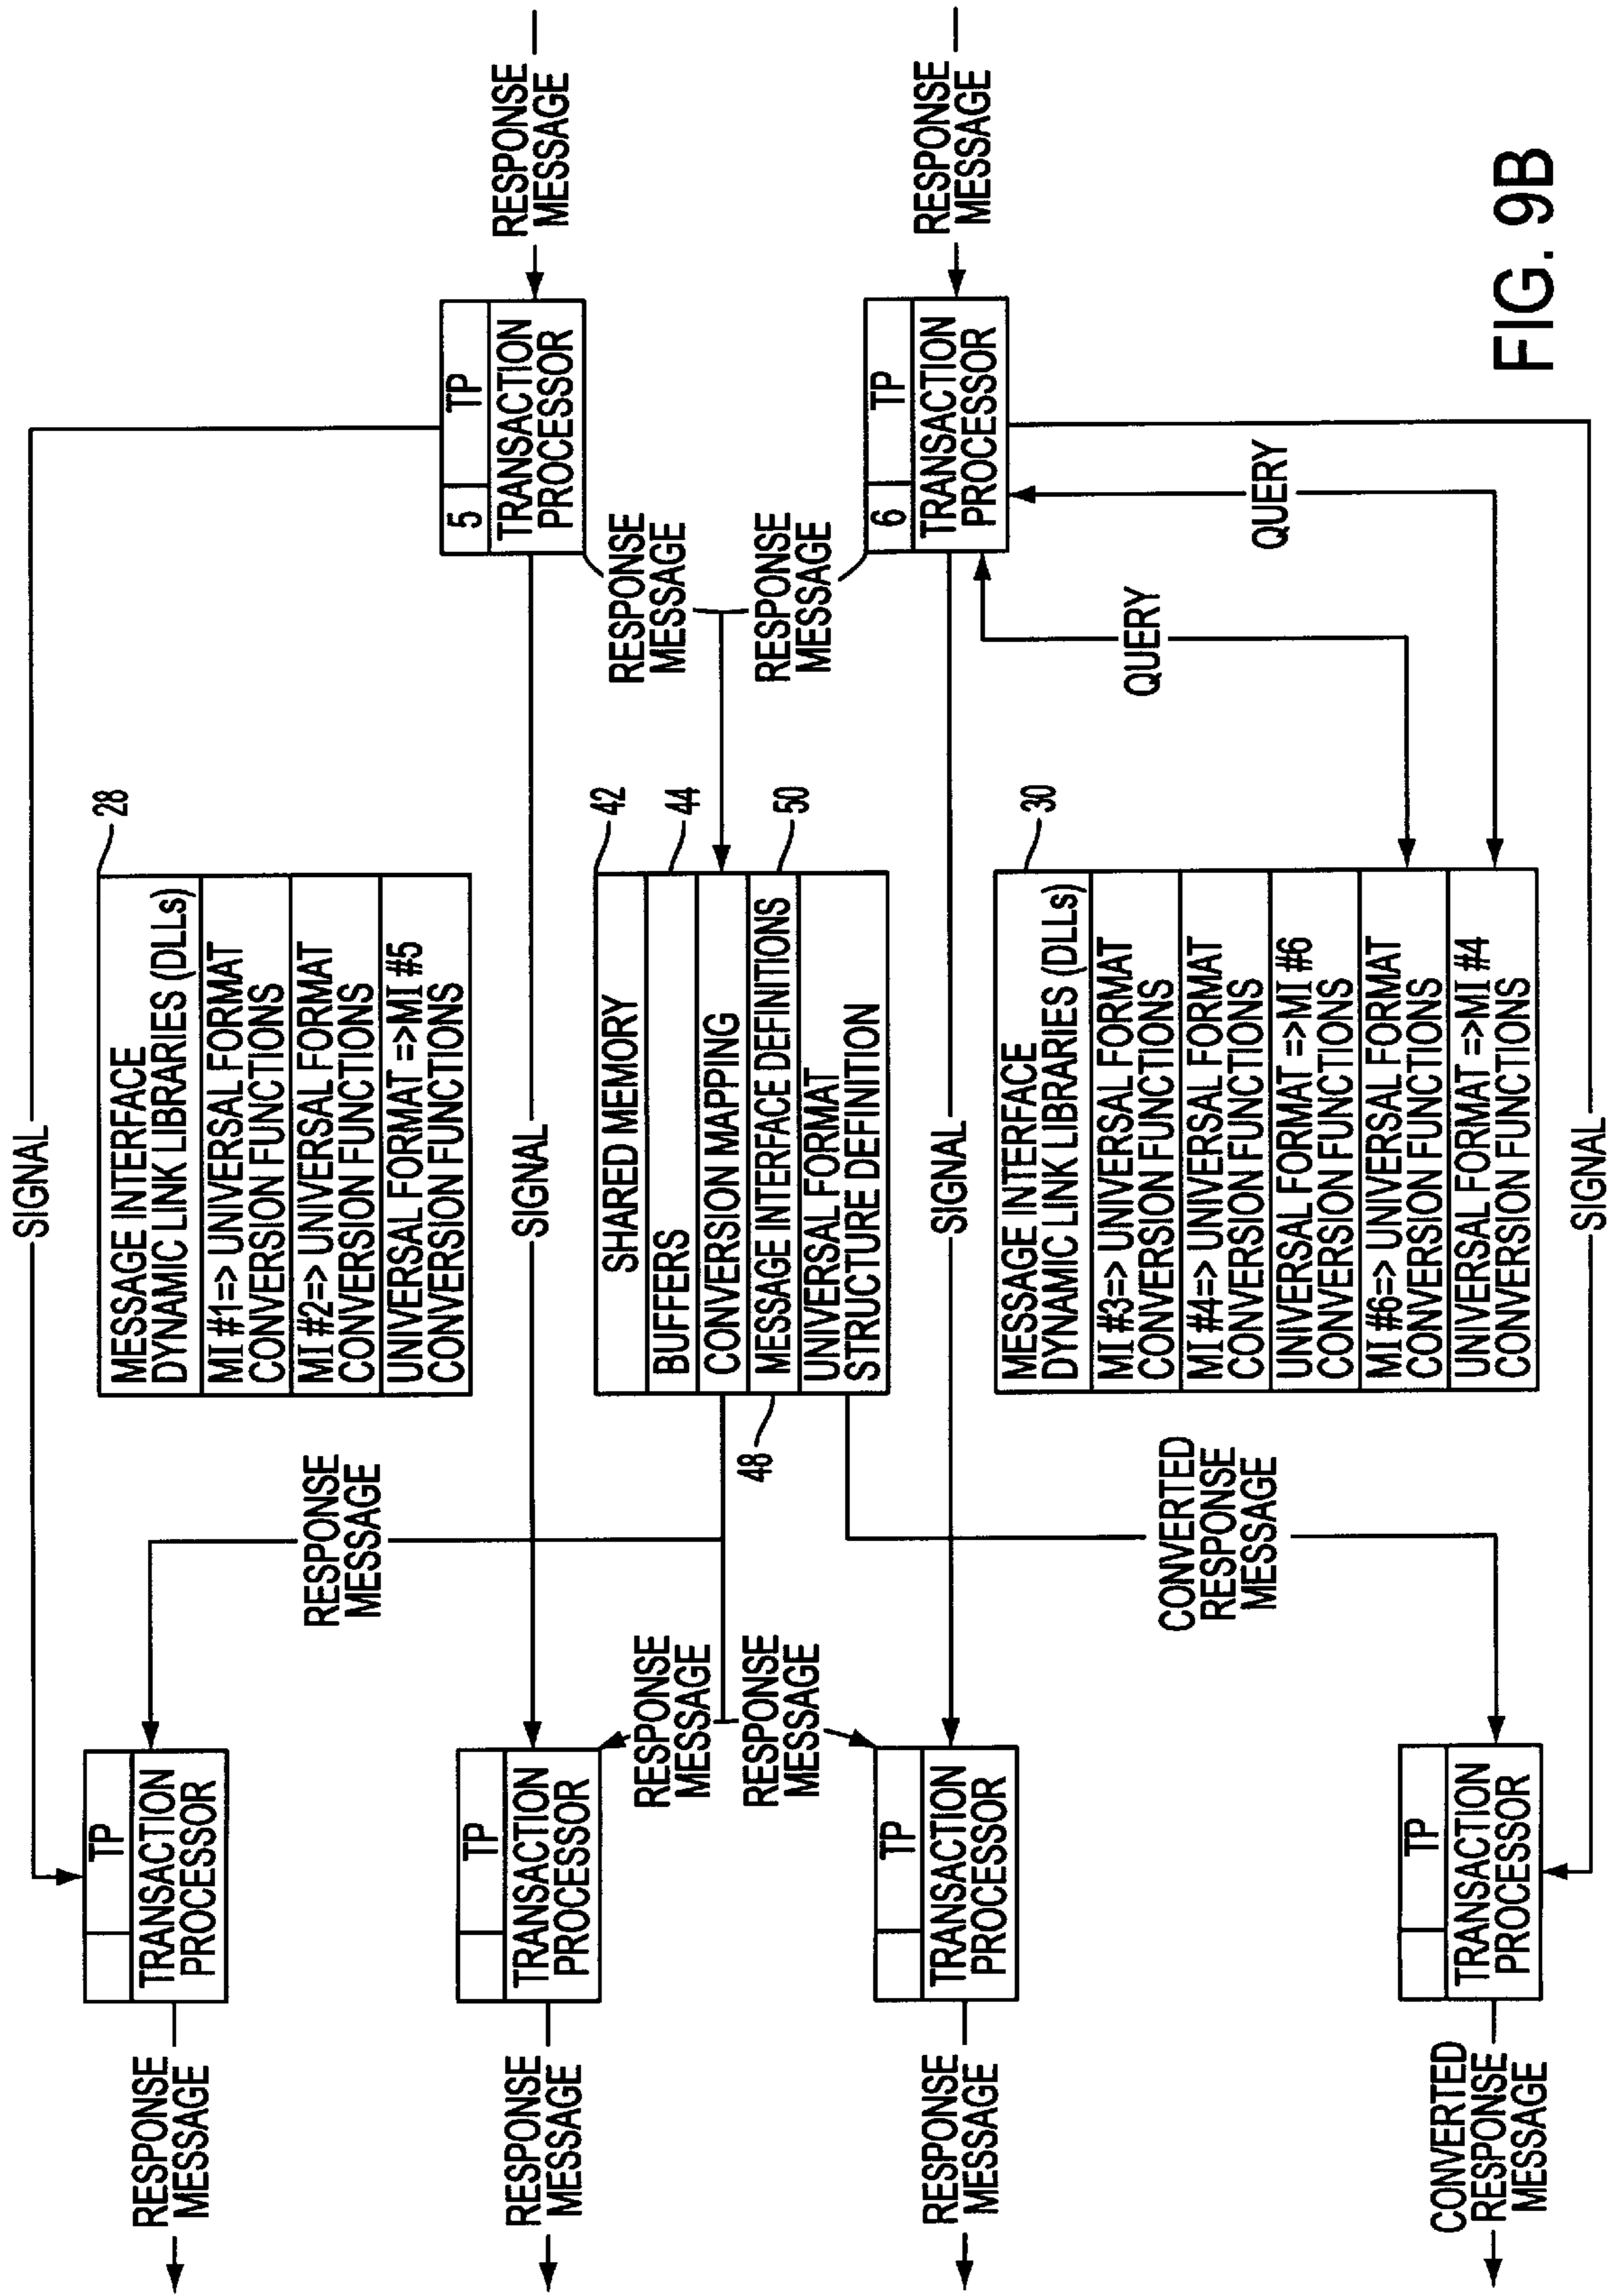 SIGNAL
RESPONSE
MESSAGE
TP
TRANSACTION
PROCESSOR
RESPONSE
MESSAGE
28
MESSAGE INTERFACE
DYNAMIC LINK LIBRARIES (DLLs)
MI #1=> UNIVERSAL FORMAT
CONVERSION FUNCTIONS
MI #2=> UNIVERSAL FORMAT
CONVERSION FUNCTIONS
UNIVERSAL FORMAT =>MI #5
CONVERSION FUNCTIONS
5 TP
TRANSACTION
PROCESSOR
RESPONSE
MESSAGE
RESPONSE
MESSAGE
TP
TRANSACTION
PROCESSOR
SIGNAL
RESPONSE
MESSAGE
RESPONSE
MESSAGE
42
SHARED MEMORY
44
BUFFERS
CONVERSION MAPPING
50
MESSAGE INTERFACE DEFINITIONS
48
UNIVERSAL FORMAT
STRUCTURE DEFINITION
RESPONSE
MESSAGE
RESPONSE
MESSAGE
6 TP
TRANSACTION
PROCESSOR
RESPONSE
MESSAGE
RESPONSE
MESSAGE
TP
TRANSACTION
PROCESSOR
SIGNAL
30
MESSAGE INTERFACE
DYNAMIC LINK LIBRARIES (DLLs)
MI #3=> UNIVERSAL FORMAT
CONVERSION FUNCTIONS
MI #4=> UNIVERSAL FORMAT
CONVERSION FUNCTIONS
UNIVERSAL FORMAT =>MI #6
CONVERSION FUNCTIONS
MI #6=> UNIVERSAL FORMAT
CONVERSION FUNCTIONS
UNIVERSAL FORMAT =>MI #4
CONVERSION FUNCTIONS
QUERY
QUERY
CONVERTED
RESPONSE
MESSAGE
CONVERTED
RESPONSE
MESSAGE
TP
TRANSACTION
PROCESSOR
SIGNAL
FIG. 9B